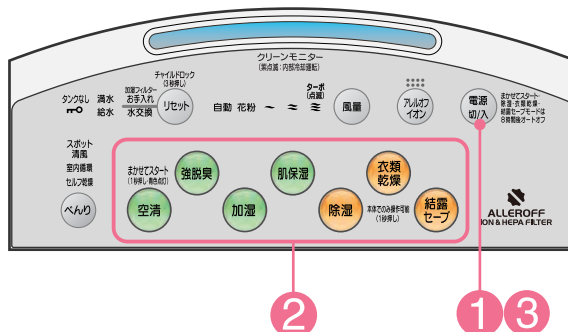 クリーンモニター
(紫点滅:内部冷却運転)
チャイルドロック
(3秒押し)
タンクなし
満水
給水
加湿フィルター
お手入れ
水交換
リセット
自動 花粉
ターボ
(点滅)
風量
アレルオフ
イオン
電源
切/入
まかせてスタート・
除湿・衣類乾燥・
結露セーブモードは
8時間後オートオフ
スポット
清風
室内循環
セルフ乾燥
べんり
まかせてスタート
(1秒押し・青色点灯)
空清
強脱臭
加湿
肌保湿
除湿
衣類
乾燥
本体でのみ操作可能
(1秒押し)
結露
セーブ
ALLEROFF
ION & HEPA FILTER
2
1 3